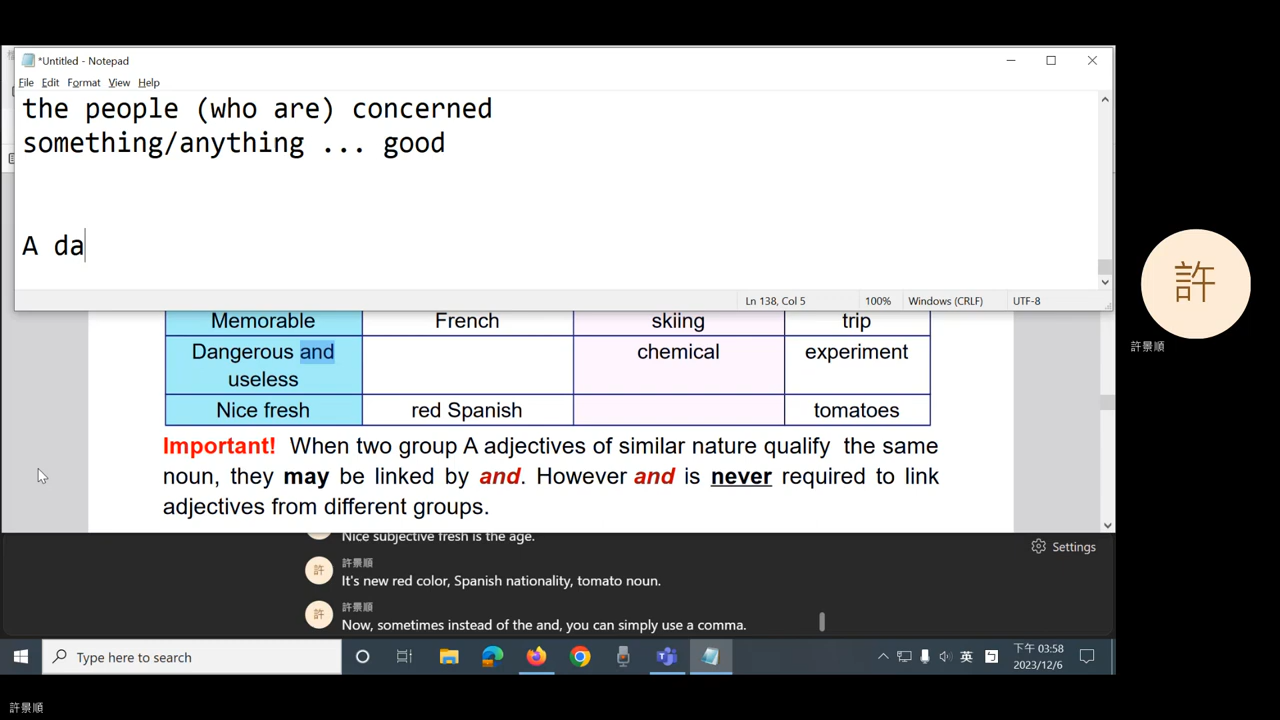 *Untitled - Notepad
File Edit Format View Help
the people (who are) concerned
something/anything ... good
A da
Ln 138, Col 5 100% Windows (CRLF) UTF-8
Memorable French skiing trip
Dangerous and useless chemical experiment
Nice fresh red Spanish tomatoes
Important! When two group A adjectives of similar nature qualify the same
noun, they may be linked by and. However and is never required to link
adjectives from different groups.
Nice subjective fresh is the age.
許景順
許 It's new red color, Spanish nationality, tomato noun.
許景順
許 Now, sometimes instead of the and, you can simply use a comma.
Settings
許
許景順
Type here to search
英
下午 03:58
2023/12/6
許景順